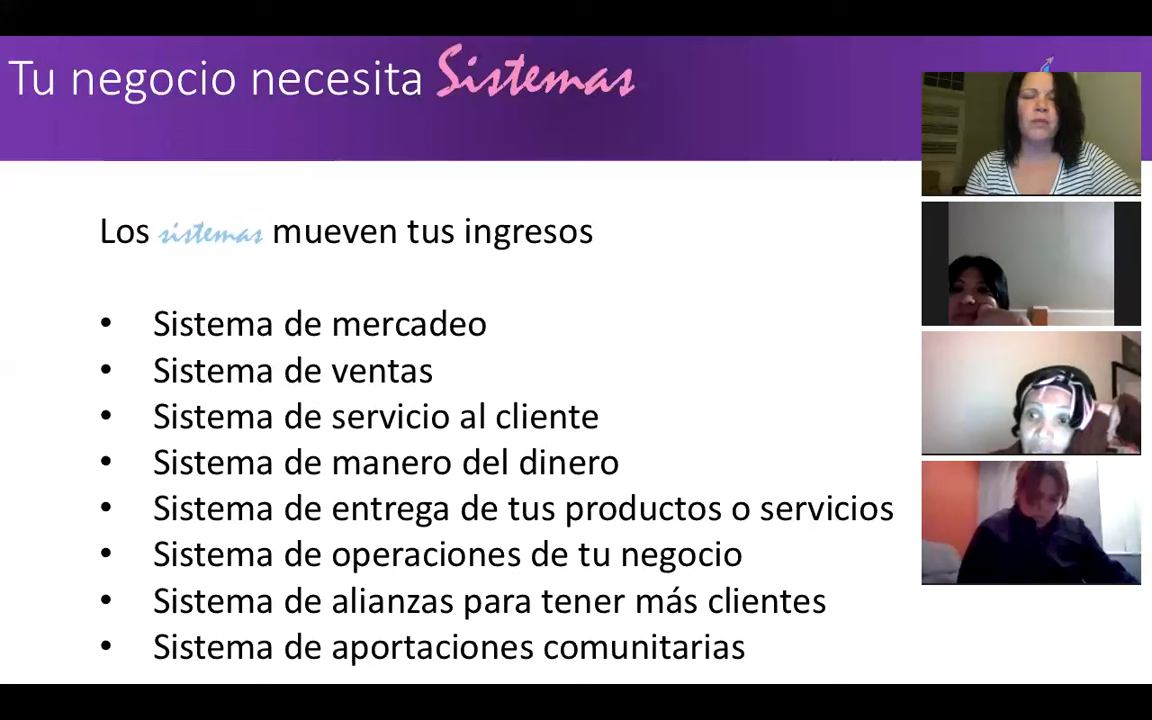 Tu negocio necesita Sistemas
Los sistemas mueven tus ingresos
• Sistema de mercadeo
• Sistema de ventas
• Sistema de servicio al cliente
• Sistema de manero del dinero
• Sistema de entrega de tus productos o servicios
• Sistema de operaciones de tu negocio
• Sistema de alianzas para tener más clientes
• Sistema de aportaciones comunitarias